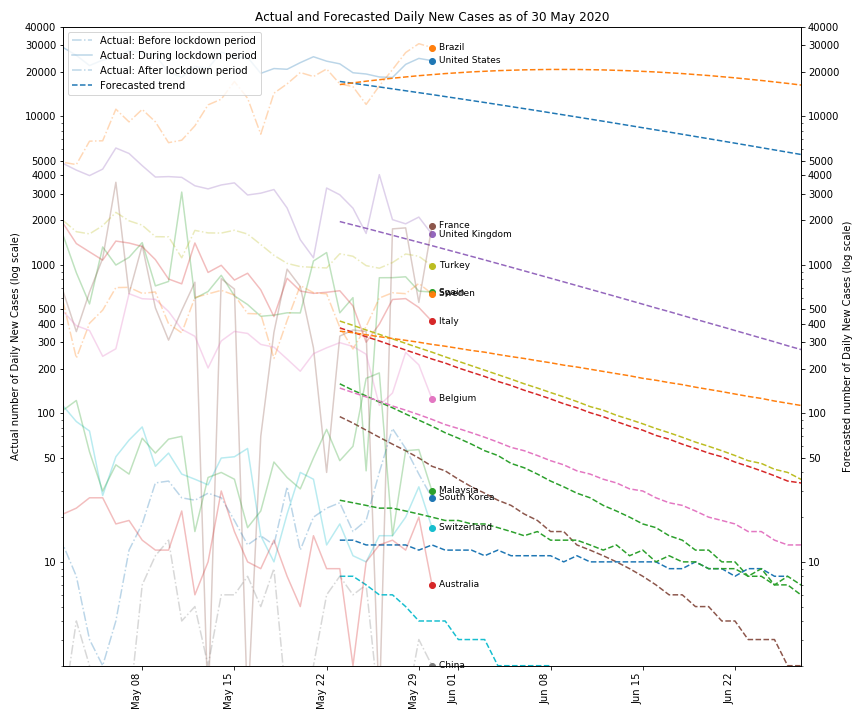 Actual and Forecasted Daily New Cases as of 30 May 2020
Actual: Before lockdown period
Actual: During lockdown period
Actual: After lockdown period
Forecasted trend
Actual number of Daily New Cases (log scale)
40000
30000
20000
10000
5000
4000
3000
2000
1000
500
400
300
200
100
50
10
Brazil
United States
France
United Kingdom
Turkey
Spain
Sweden
Italy
Belgium
Malaysia
South Korea
Switzerland
Australia
China
40000
30000
20000
10000
5000
4000
3000
2000
1000
500
400
300
200
100
50
10
Forecasted number of Daily New Cases (log scale)
May 08
May 15
May 22
May 29
Jun 01
Jun 08
Jun 15
Jun 22